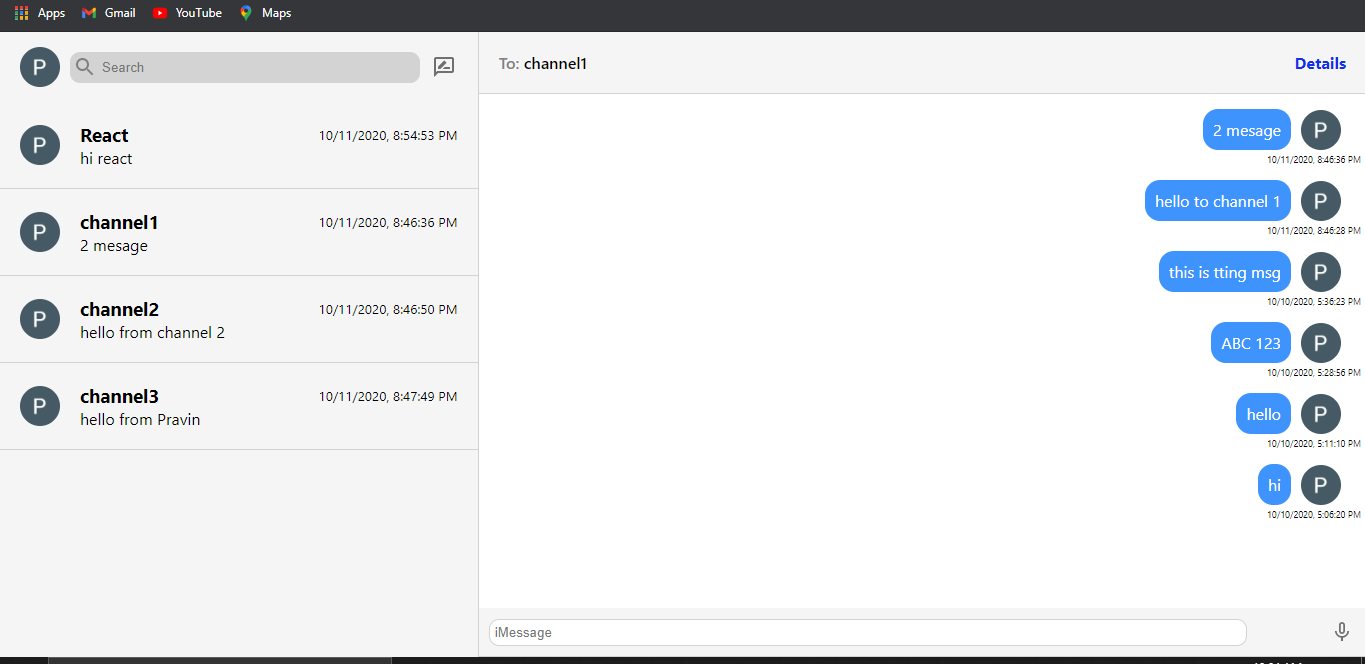 Apps Gmail YouTube Maps
P Search
P React 10/11/2020, 8:54:53 PM
hi react
P channel1 10/11/2020, 8:46:36 PM
2 mesage
P channel2 10/11/2020, 8:46:50 PM
hello from channel 2
P channel3 10/11/2020, 8:47:49 PM
hello from Pravin
To: channel1 Details
2 mesage P
10/11/2020, 8:46:36 PM
hello to channel 1 P
10/11/2020, 8:46:28 PM
this is tting msg P
10/10/2020, 5:36:23 PM
ABC 123 P
10/10/2020, 5:28:56 PM
hello P
10/10/2020, 5:11:10 PM
hi P
10/10/2020, 5:06:20 PM
iMessage